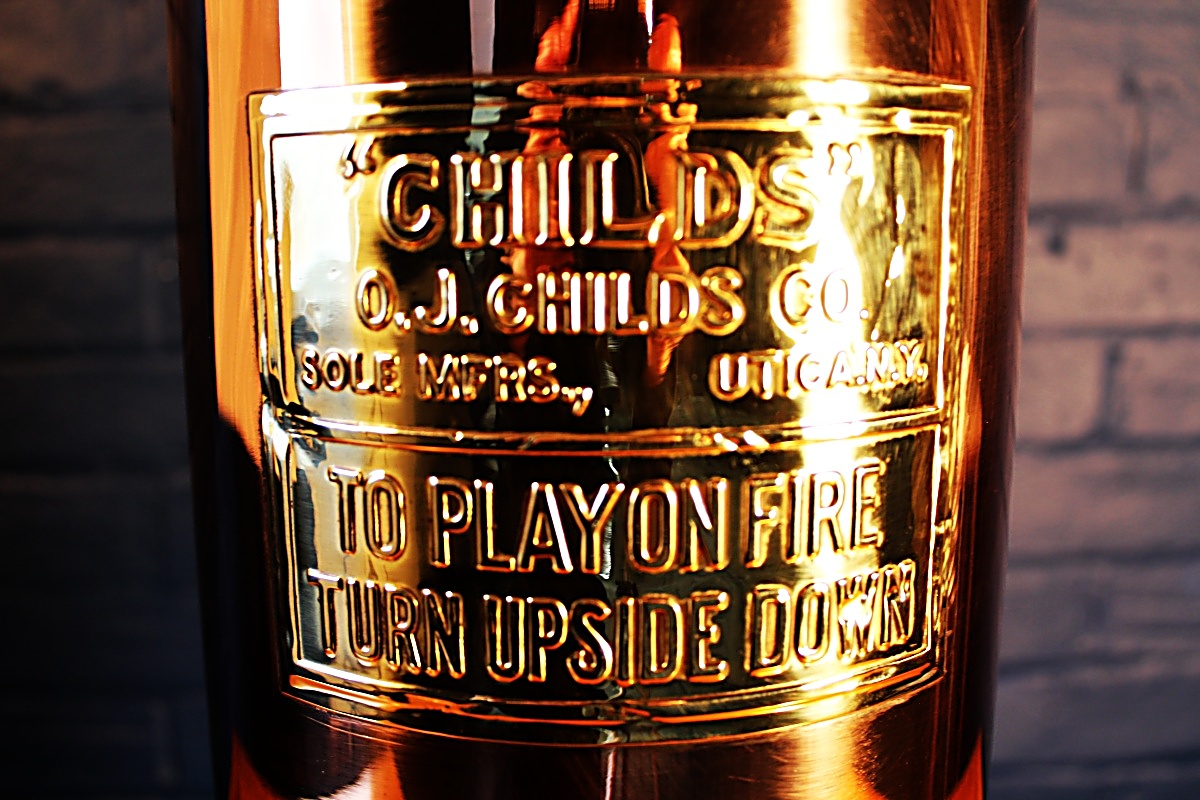 "CHILDS"
O.J. CHILDS CO.
SOLE MFRS., UTICA.N.Y.
TO PLAY ON FIRE
TURN UPSIDE DOWN